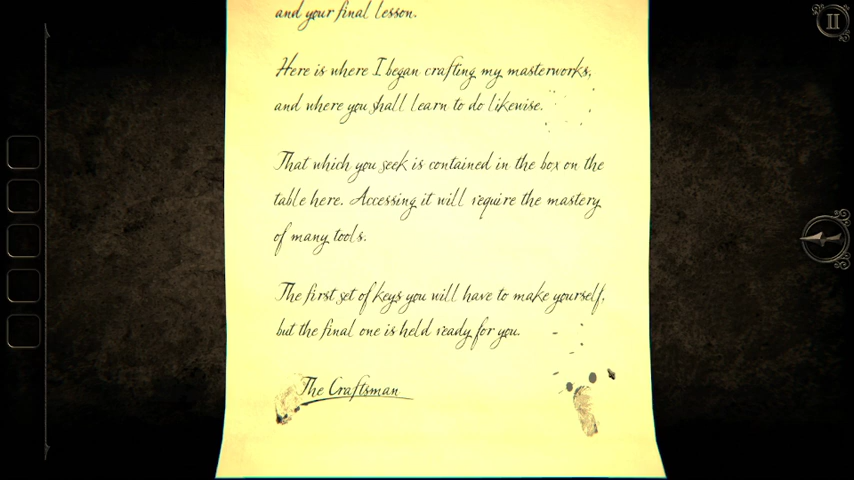 and your final lesson.
Here is where I began crafting my masterworks,
and where you shall learn to do likewise.
That which you seek is contained in the box on the
table here. Accessing it will require the mastery
of many tools.
The first set of keys you will have to make yourself,
but the final one is held ready for you.
The Craftsman